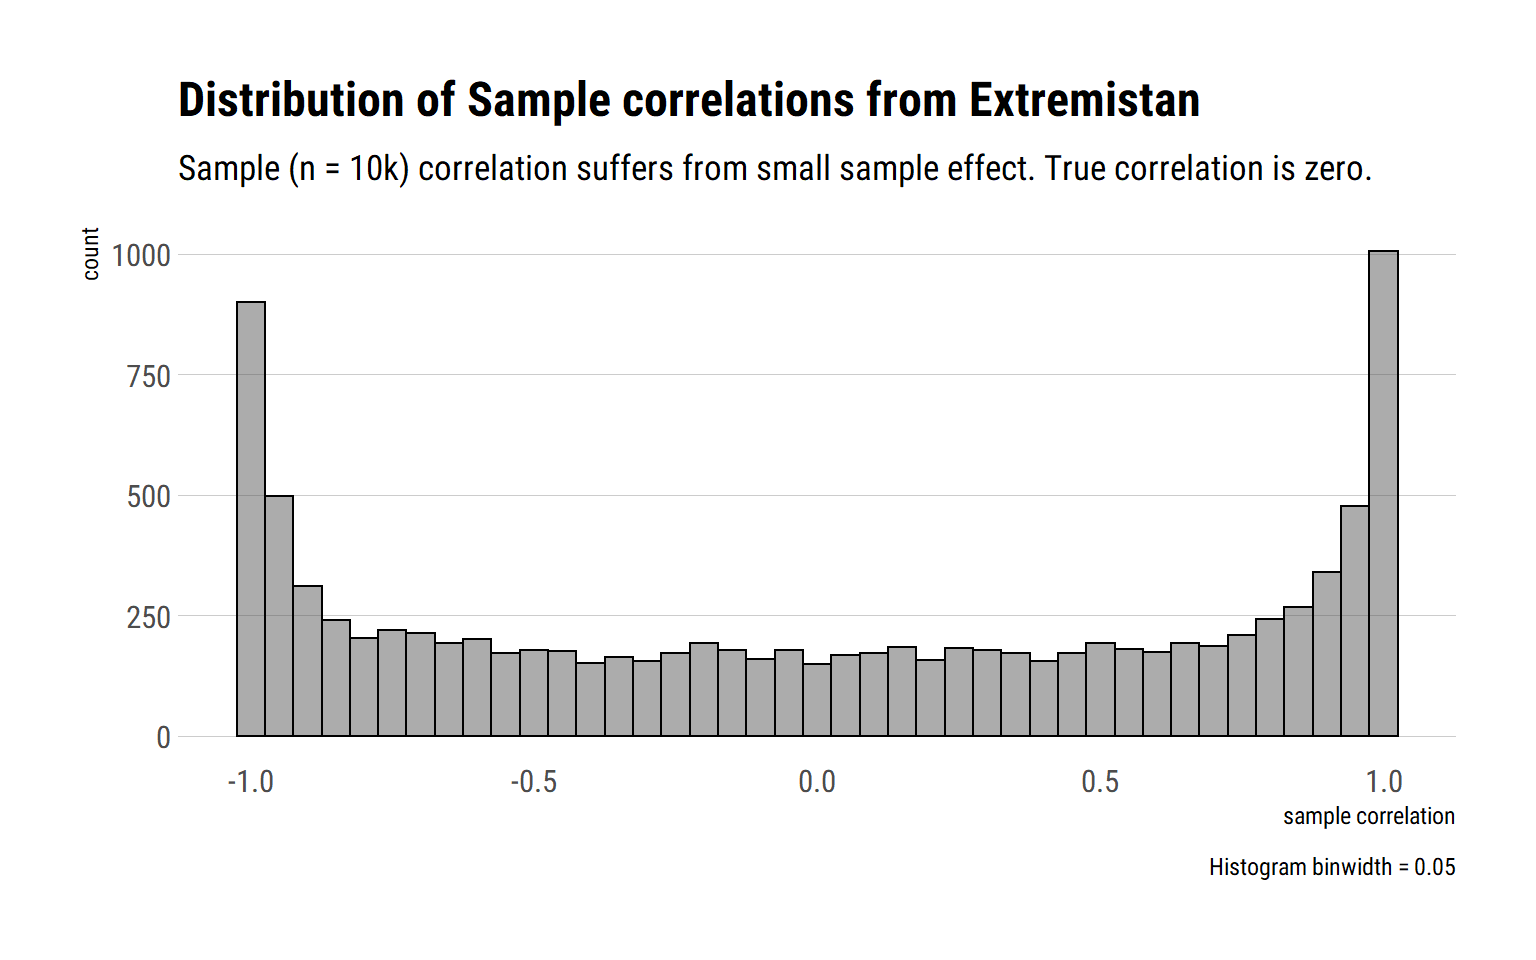 Distribution of Sample correlations from Extremistan
Sample (n = 10k) correlation suffers from small sample effect. True correlation is zero.
count
1000
750
500
250
0
-1.0 -0.5 0.0 0.5 1.0
sample correlation
Histogram binwidth = 0.05